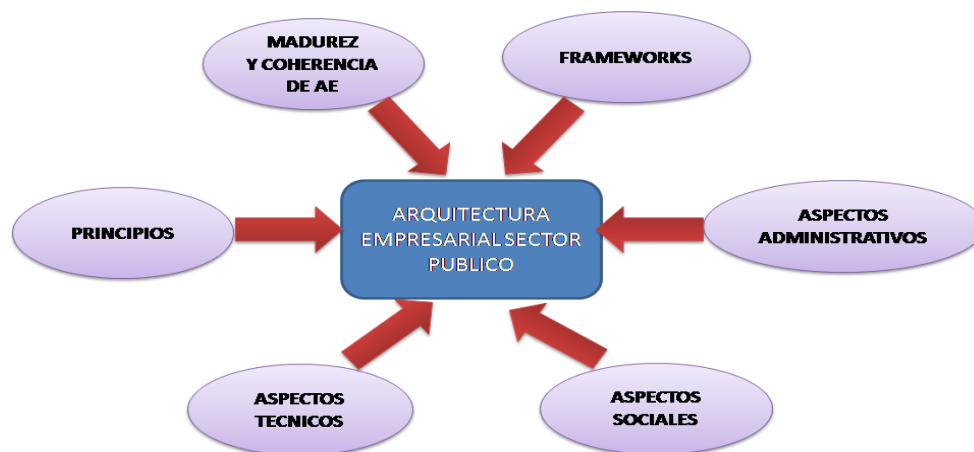 MADUREZ
Y COHERENCIA
DE AE
FRAMEWORKS
PRINCIPIOS
ARQUITECTURA
EMPRESARIAL SECTOR
PUBLICO
ASPECTOS
ADMINISTRATIVOS
ASPECTOS
TECNICOS
ASPECTOS
SOCIALES